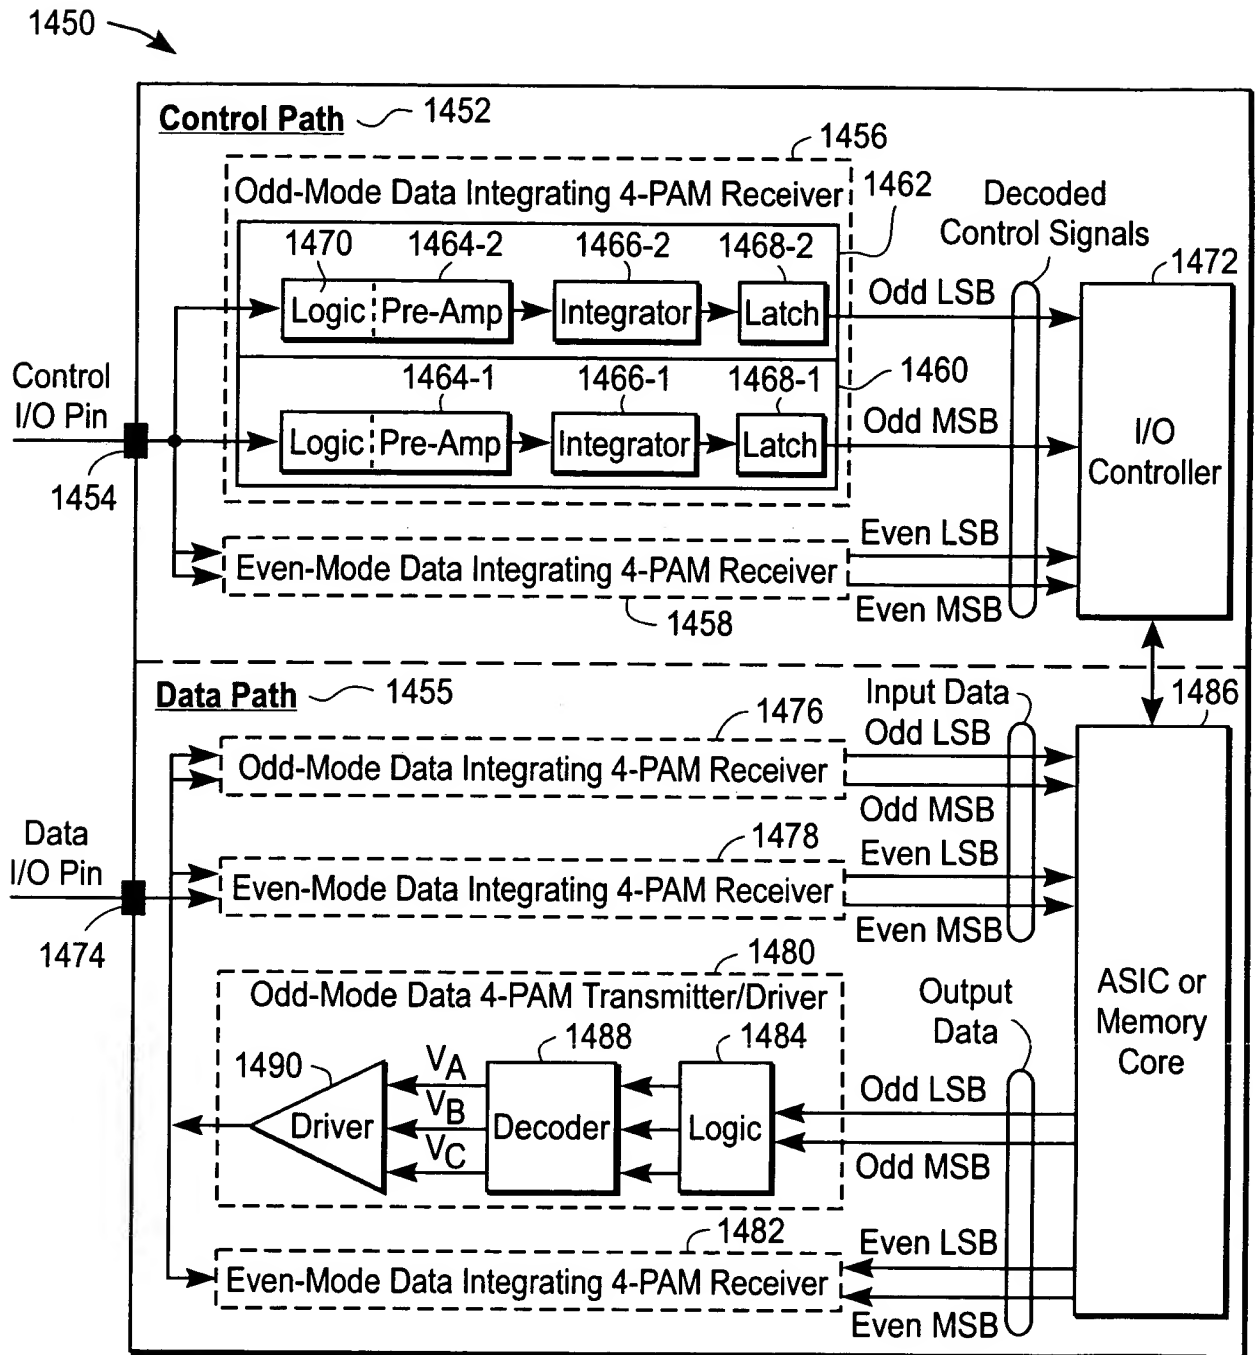 1450
Control Path 1452
1456
Odd-Mode Data Integrating 4-PAM Receiver
1462
Decoded
Control Signals
1470 1464-2 1466-2 1468-2
1472
Logic Pre-Amp Integrator Latch
Odd LSB
1464-1 1466-1 1468-1 1460
Control
I/O Pin
Logic Pre-Amp Integrator Latch
Odd MSB
I/O
Controller
1454
Even LSB
Even-Mode Data Integrating 4-PAM Receiver
Even MSB
1458
Data Path 1455
1476
Input Data
1486
Odd LSB
Odd-Mode Data Integrating 4-PAM Receiver
Odd MSB
Data
I/O Pin
1478
Even LSB
Even-Mode Data Integrating 4-PAM Receiver
Even MSB
1474
1480
Odd-Mode Data 4-PAM Transmitter/Driver
Output
Data
ASIC or
Memory
Core
1490 1488 1484
VA
VB
VC
Driver Decoder Logic
Odd LSB
Odd MSB
1482
Even LSB
Even-Mode Data Integrating 4-PAM Receiver
Even MSB